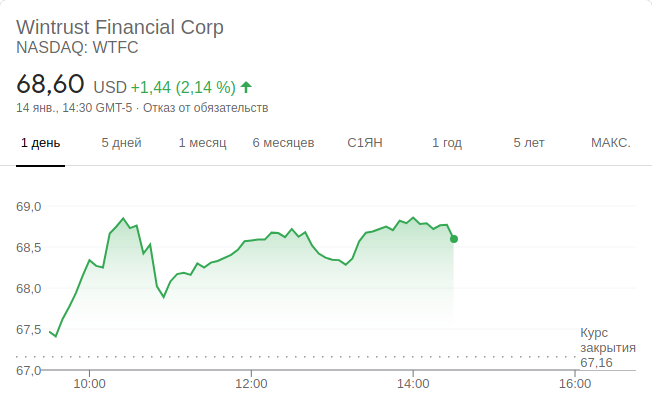 Wintrust Financial Corp
NASDAQ: WTFC
68,60 USD +1,44 (2,14 %)
14 янв., 14:30 GMT-5 · Отказ от обязательств
1 день 5 дней 1 месяц 6 месяцев С1ЯН 1 год 5 лет МАКС.
69,0
68,5
68,0
67,5
Курс
закрытия
67,16
67,0
10:00 12:00 14:00 16:00